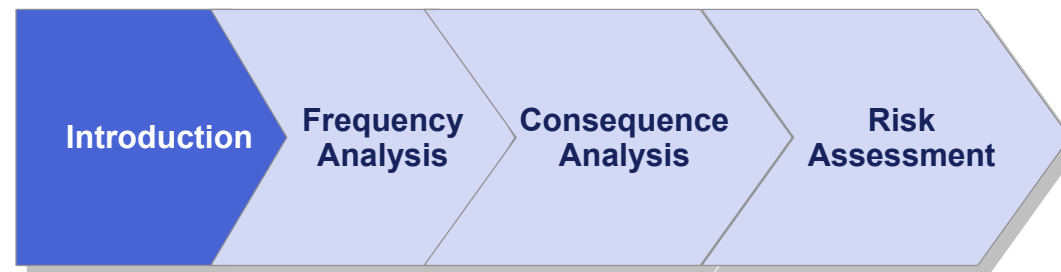 Introduction
Frequency
Analysis
Consequence
Analysis
Risk
Assessment